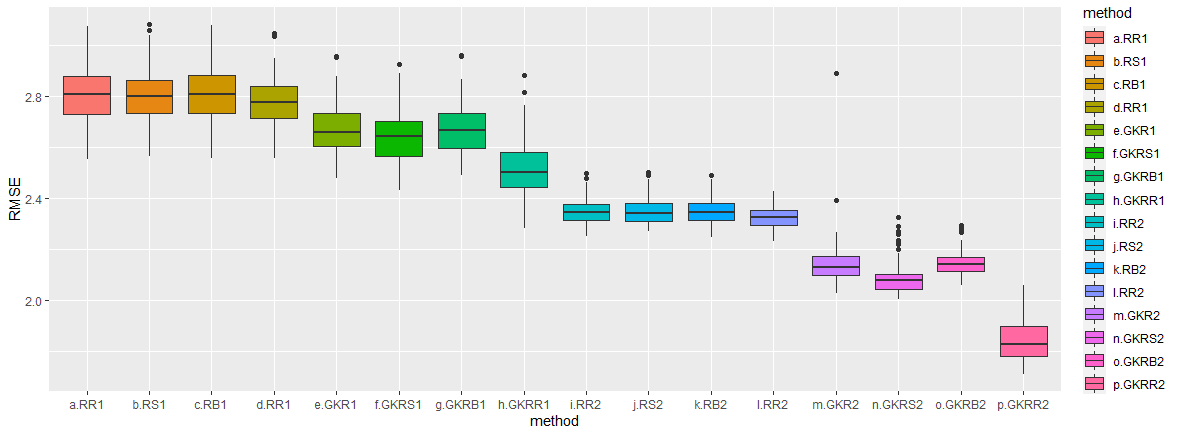 RMSE
2.8
2.4
2.0
a.RR1 b.RS1 c.RB1 d.RR1 e.GKR1 f.GKRS1 g.GKRB1 h.GKRR1 i.RR2 j.RS2 k.RB2 l.RR2 m.GKR2 n.GKRS2 o.GKRB2 p.GKRR2
method
method
a.RR1
b.RS1
c.RB1
d.RR1
e.GKR1
f.GKRS1
g.GKRB1
h.GKRR1
i.RR2
j.RS2
k.RB2
l.RR2
m.GKR2
n.GKRS2
o.GKRB2
p.GKRR2